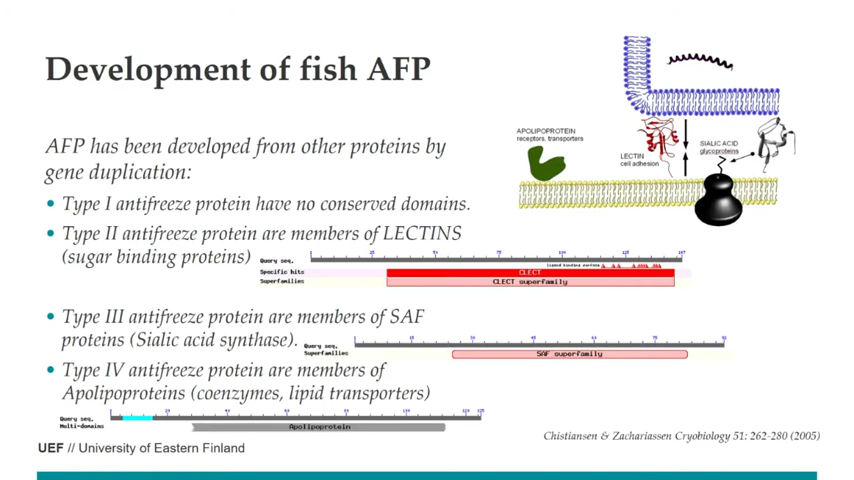 Development of fish AFP
APOLIPOPROTEIN
receptors, transporters
LECTIN
cell adhesion
SIALIC ACID
glycoproteins
AFP has been developed from other proteins by
gene duplication:
• Type I antifreeze protein have no conserved domains.
• Type II antifreeze protein are members of LECTINS
(sugar binding proteins)
Query seq.
Specific hits
CLECT
Superfamilies
CLECT superfamily
• Type III antifreeze protein are members of SAF
proteins (Sialic acid synthase).
Query seq.
Superfamilies
SAF superfamily
• Type IV antifreeze protein are members of
Apolipoproteins (coenzymes, lipid transporters)
Query seq.
Multi-domains
Apolipoprotein
Chistiansen & Zachariassen Cryobiology 51: 262-280 (2005)
UEF // University of Eastern Finland